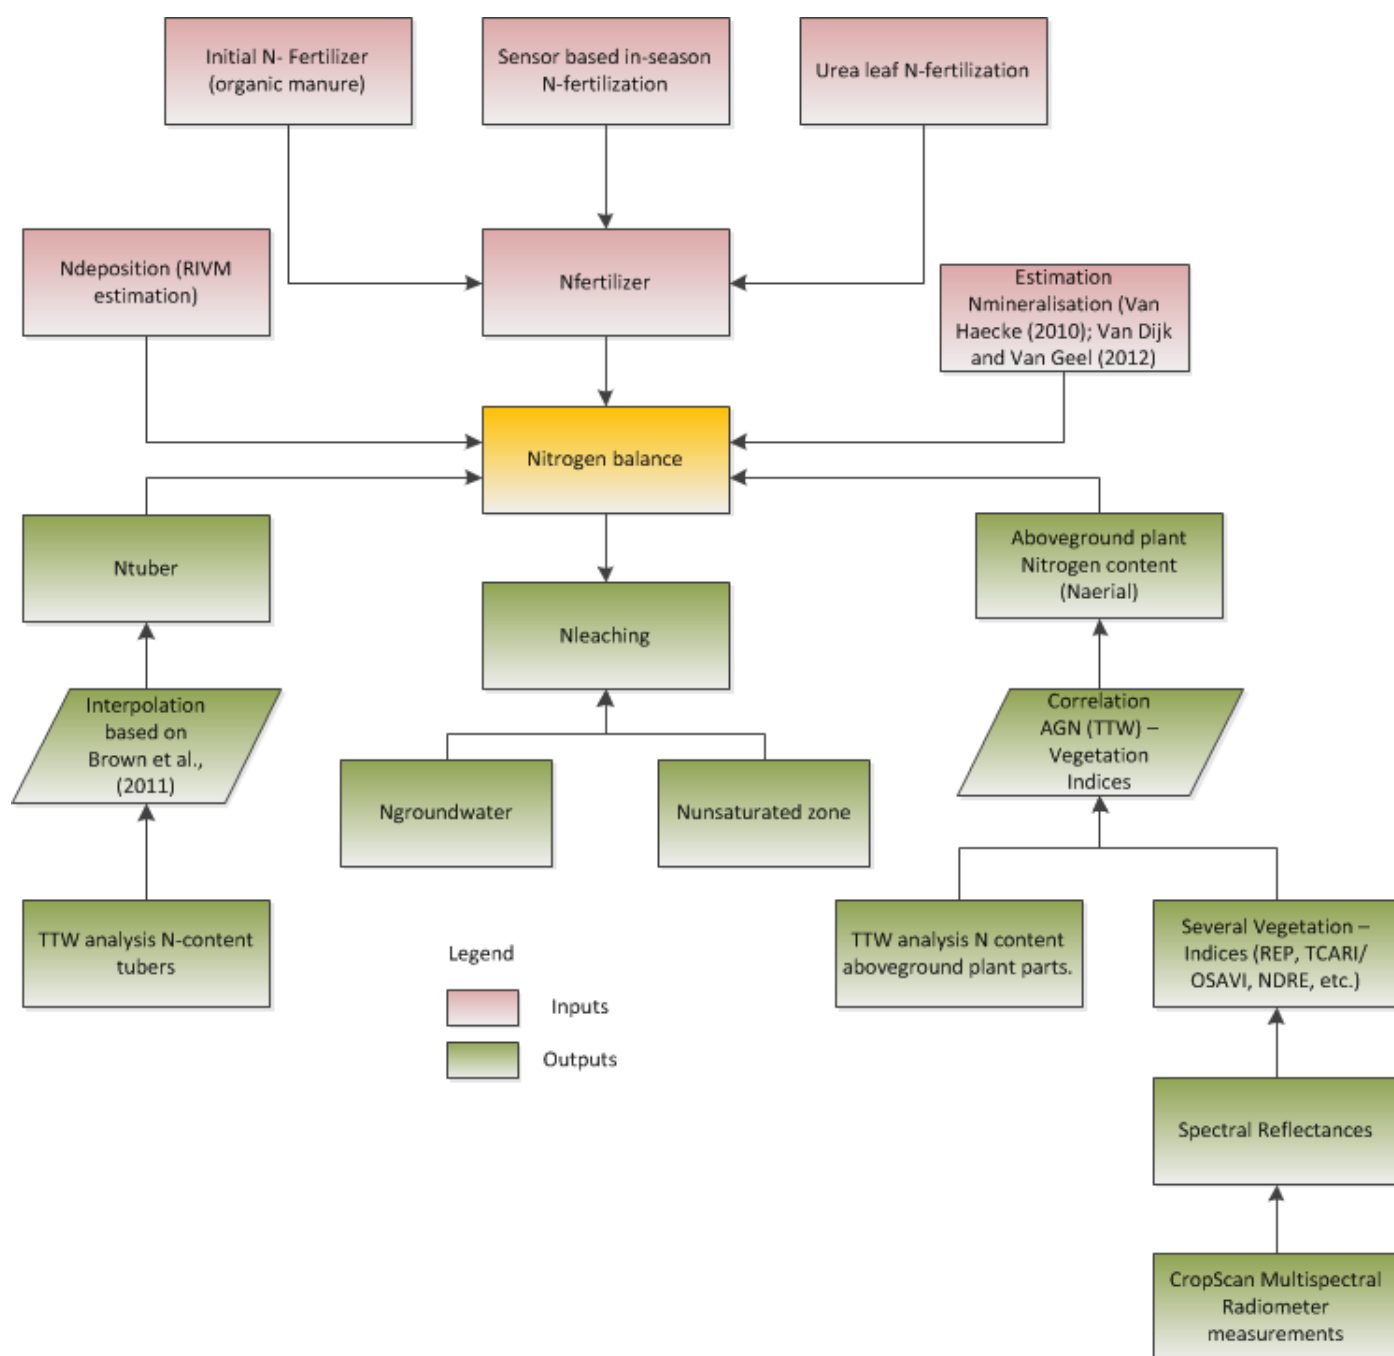 Initial N- Fertilizer
(organic manure)
Sensor based in-season
N-fertilization
Urea leaf N-fertilization
Ndeposition (RIVM
estimation)
Nfertilizer
Estimation
Nmineralisation (Van
Haecke (2010); Van Dijk
and Van Geel (2012)
Nitrogen balance
Ntuber
Aboveground plant
Nitrogen content
(Naerial)
Nleaching
Interpolation
based on
Brown et al.,
(2011)
Correlation
AGN (TTW) –
Vegetation
Indices
Ngroundwater
Nunsaturated zone
TTW analysis N-content
tubers
TTW analysis N content
aboveground plant parts.
Several Vegetation –
Indices (REP, TCARI/
OSAVI, NDRE, etc.)
Legend
Inputs
Outputs
Spectral Reflectances
CropScan Multispectral
Radiometer
measurements